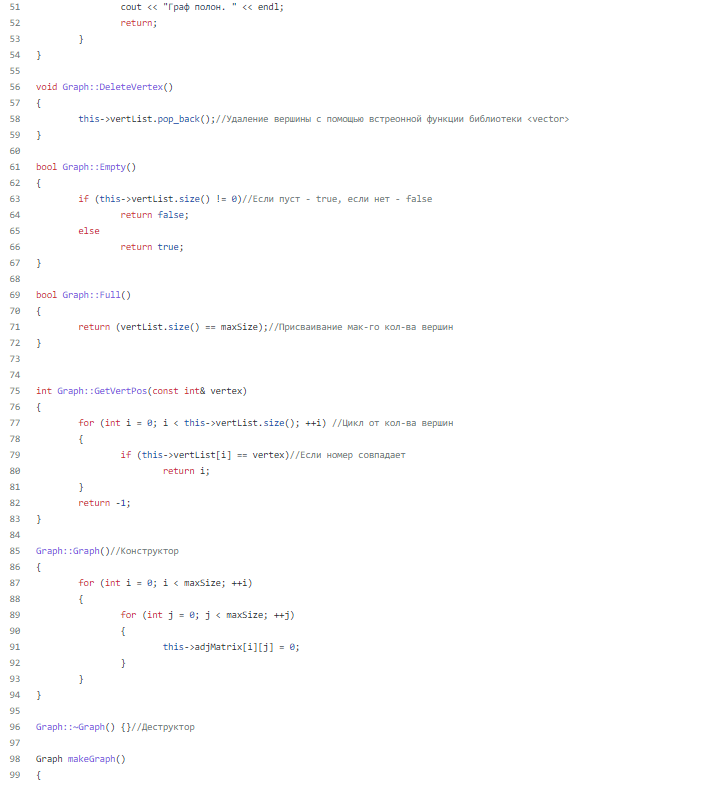 51 cout << "Граф полон. " << endl;
52 return;
53 }
54 }
55
56 void Graph::DeleteVertex()
57 {
58 this->vertList.pop_back();//Удаление вершины с помощью встреонной функции библиотеки <vector>
59 }
60
61 bool Graph::Empty()
62 {
63 if (this->vertList.size() != 0)//Если пуст - true, если нет - false
64 return false;
65 else
66 return true;
67 }
68
69 bool Graph::Full()
70 {
71 return (vertList.size() == maxSize);//Присваивание мак-го кол-ва вершин
72 }
73
74
75 int Graph::GetVertPos(const int& vertex)
76 {
77 for (int i = 0; i < this->vertList.size(); ++i) //Цикл от кол-ва вершин
78 {
79 if (this->vertList[i] == vertex)//Если номер совпадает
80 return i;
81 }
82 return -1;
83 }
84
85 Graph::Graph()//Конструктор
86 {
87 for (int i = 0; i < maxSize; ++i)
88 {
89 for (int j = 0; j < maxSize; ++j)
90 {
91 this->adjMatrix[i][j] = 0;
92 }
93 }
94 }
95
96 Graph::~Graph() {}//Деструктор
97
98 Graph makeGraph()
99 {